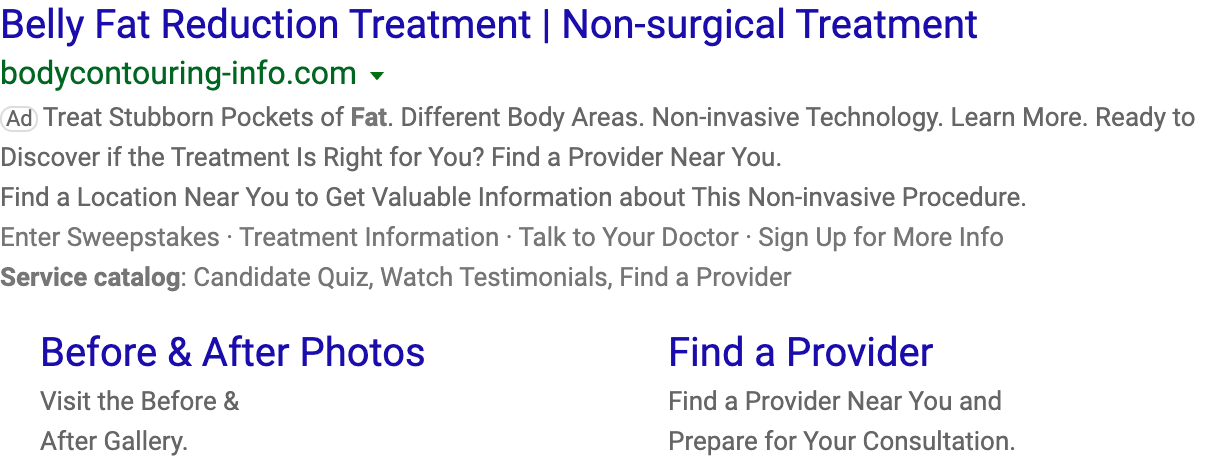 Belly Fat Reduction Treatment | Non-surgical Treatment
bodycontouring-info.com
Ad Treat Stubborn Pockets of Fat. Different Body Areas. Non-invasive Technology. Learn More. Ready to
Discover if the Treatment Is Right for You? Find a Provider Near You.
Find a Location Near You to Get Valuable Information about This Non-invasive Procedure.
Enter Sweepstakes · Treatment Information · Talk to Your Doctor · Sign Up for More Info
Service catalog: Candidate Quiz, Watch Testimonials, Find a Provider
Before & After Photos
Visit the Before &
After Gallery.
Find a Provider
Find a Provider Near You and
Prepare for Your Consultation.